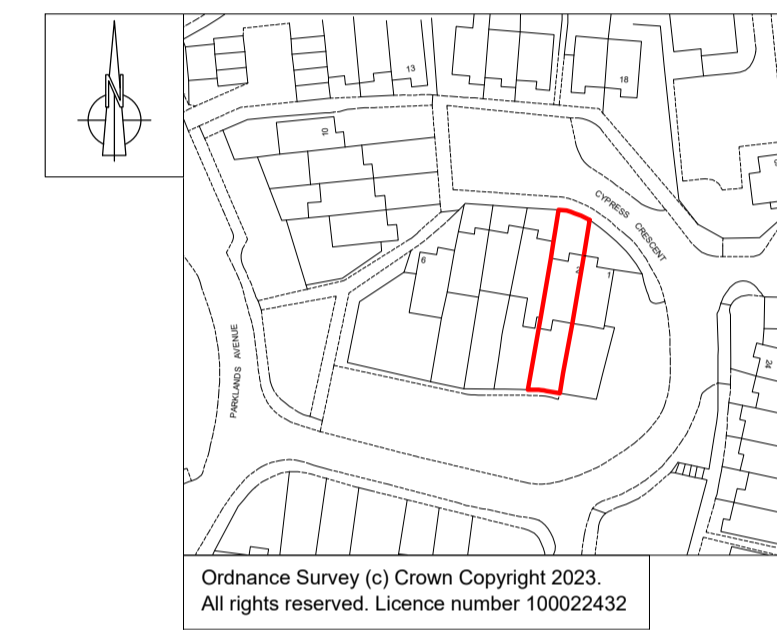 N
13
18
10
CYPRESS CRESCENT
6
2
1
PARKLANDS AVENUE
24
Ordnance Survey (c) Crown Copyright 2023.
All rights reserved. Licence number 100022432